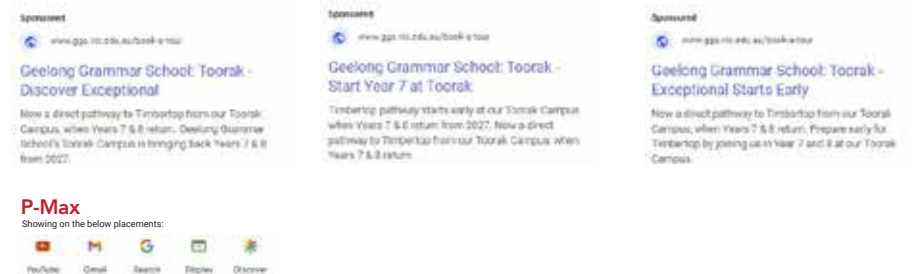 Sponsored
www.ggs.vic.edu.au/book-a-tour
Geelong Grammar School: Toorak -
Discover Exceptional
Now a direct pathway to Timbertop from our Toorak
Campus, when Years 7 & 8 return. Geelong Grammar
School's Toorak Campus is bringing back Years 7 & 8
from 2027.
Sponsored
www.ggs.vic.edu.au/book-a-tour
Geelong Grammar School: Toorak -
Start Year 7 at Toorak
Timbertop pathway starts early at our Toorak Campus
when Years 7 & 8 return from 2027. Now a direct
pathway to Timbertop from our Toorak Campus, when
Years 7 & 8 return
Sponsored
www.ggs.vic.edu.au/book-a-tour
Geelong Grammar School: Toorak -
Exceptional Starts Early
Now a direct pathway to Timbertop from our Toorak
Campus, when Years 7 & 8 return. Prepare early for
Timbertop by joining us in Year 7 and 8 at our Toorak
Campus.
P-Max
Showing on the below placements:
YouTube Gmail Search Display Discover